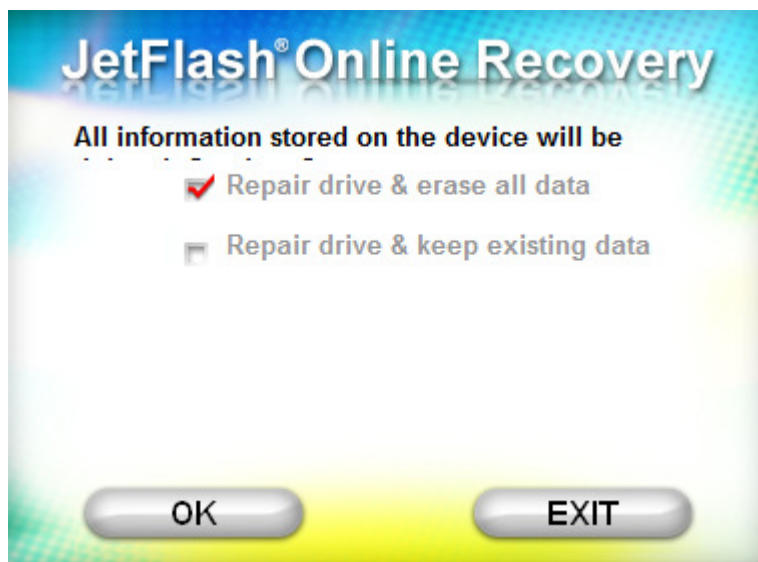 JetFlash® Online Recovery
All information stored on the device will be
Repair drive & erase all data
Repair drive & keep existing data
OK
EXIT